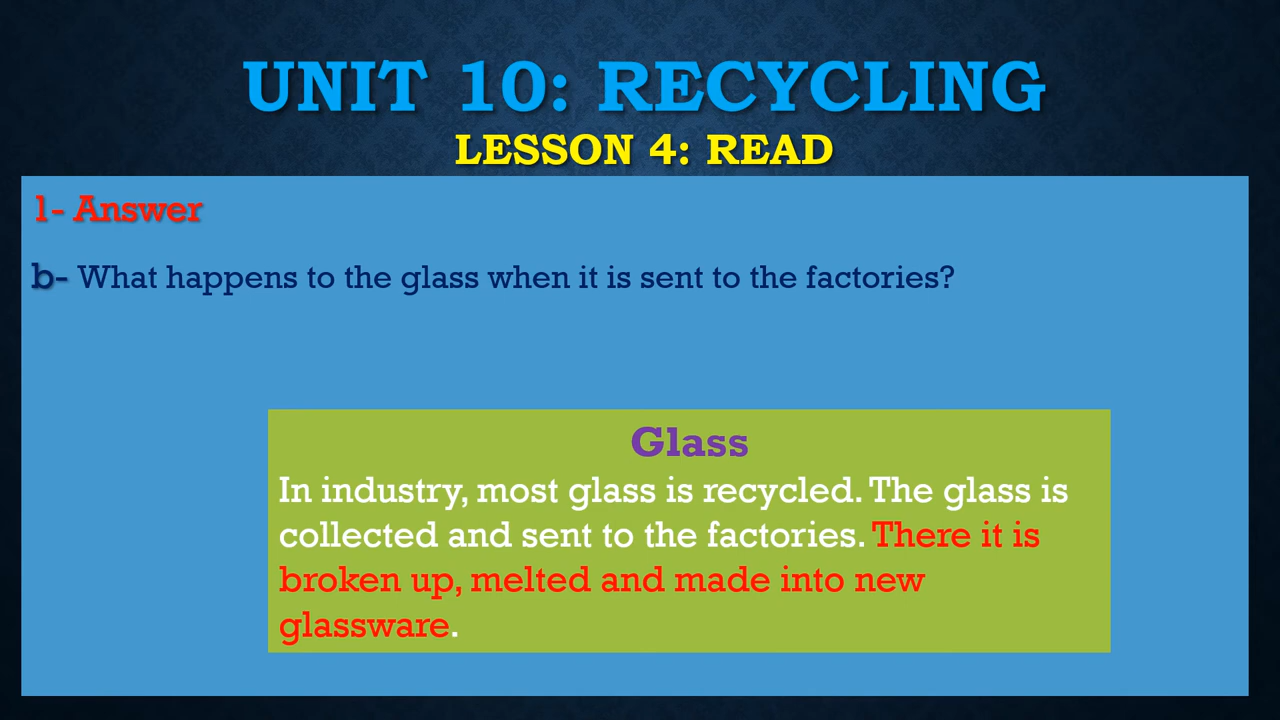 UNIT 10: RECYCLING
LESSON 4: READ
1- Answer
b- What happens to the glass when it is sent to the factories?
Glass
In industry, most glass is recycled. The glass is
collected and sent to the factories. There it is
broken up, melted and made into new
glassware.